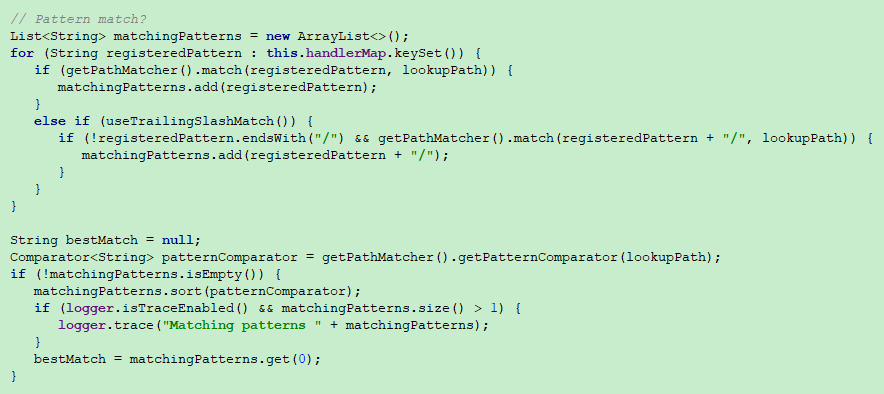 // Pattern match?
List<String> matchingPatterns = new ArrayList<>();
for (String registeredPattern : this.handlerMap.keySet()) {
   if (getPathMatcher().match(registeredPattern, lookupPath)) {
      matchingPatterns.add(registeredPattern);
   }
   else if (useTrailingSlashMatch()) {
      if (!registeredPattern.endsWith("/") && getPathMatcher().match(registeredPattern + "/", lookupPath)) {
         matchingPatterns.add(registeredPattern + "/");
      }
   }
}

String bestMatch = null;
Comparator<String> patternComparator = getPathMatcher().getPatternComparator(lookupPath);
if (!matchingPatterns.isEmpty()) {
   matchingPatterns.sort(patternComparator);
   if (logger.isTraceEnabled() && matchingPatterns.size() > 1) {
      logger.trace("Matching patterns " + matchingPatterns);
   }
   bestMatch = matchingPatterns.get(0);
}